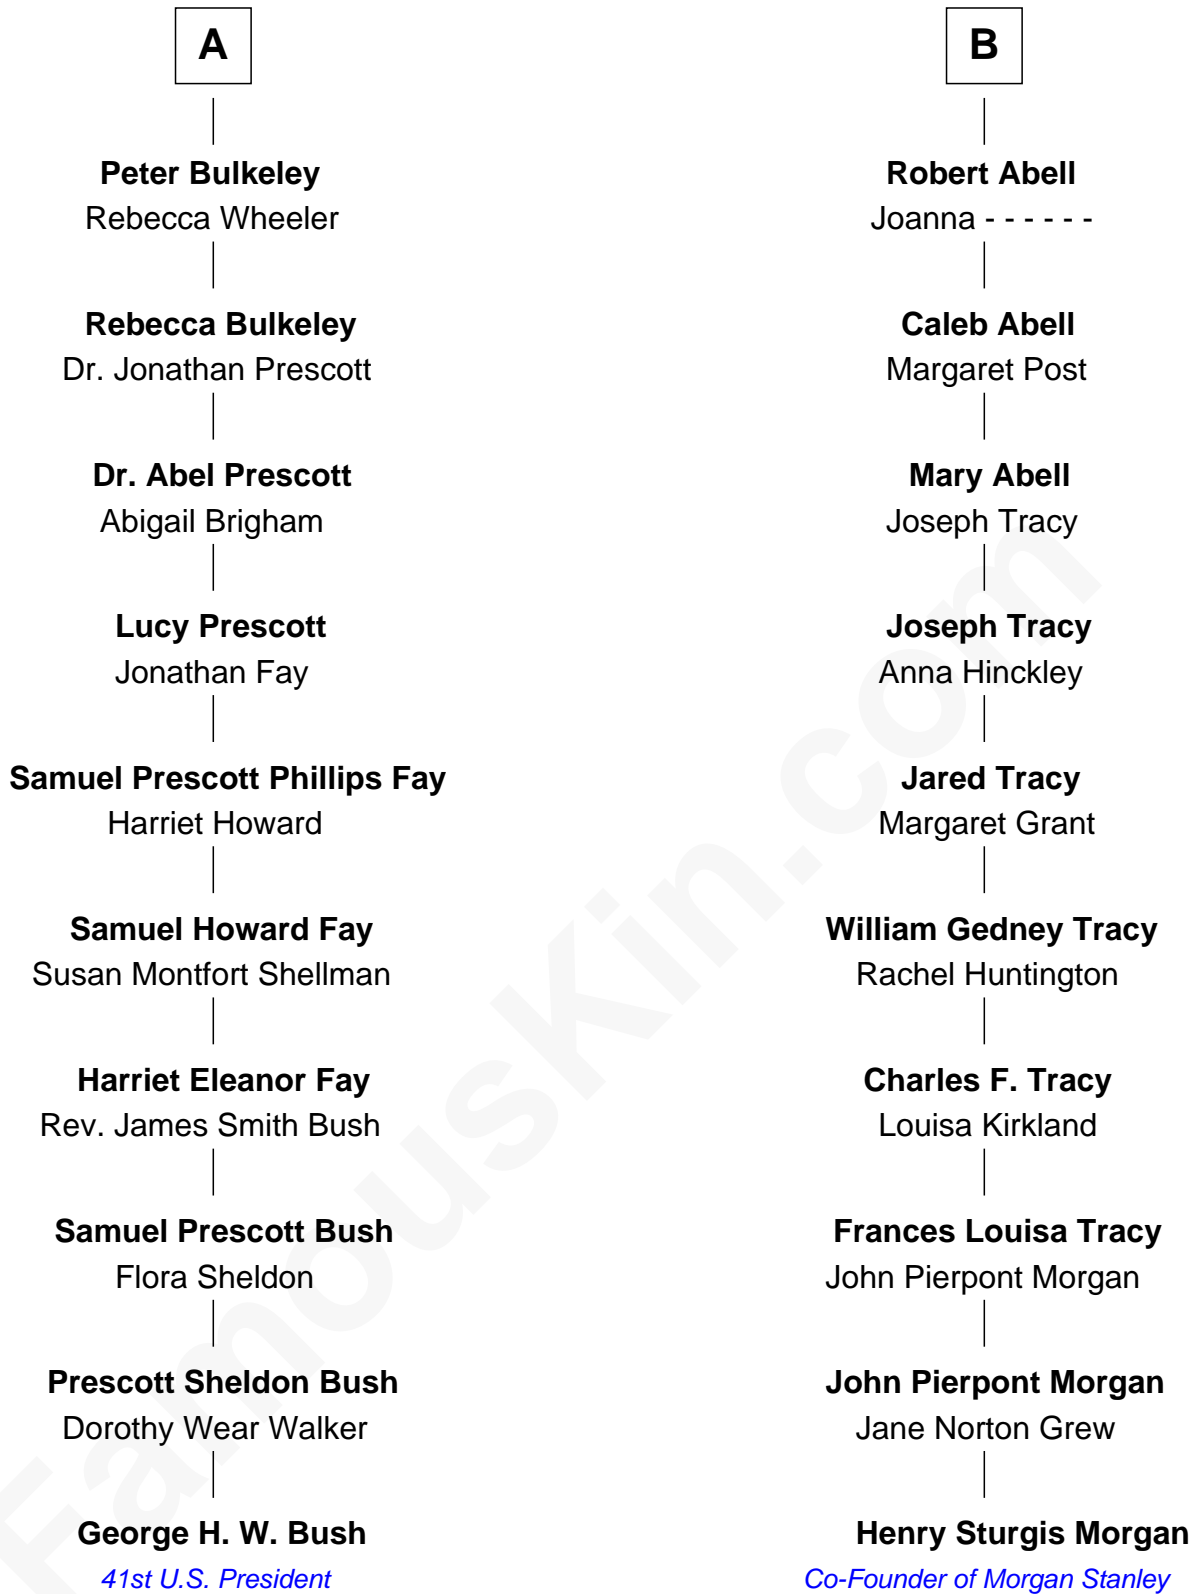 A
Peter Bulkeley
Rebecca Wheeler
Rebecca Bulkeley
Dr. Jonathan Prescott
Dr. Abel Prescott
Abigail Brigham
Lucy Prescott
Jonathan Fay
Samuel Prescott Phillips Fay
Harriet Howard
Samuel Howard Fay
Susan Montfort Shellman
Harriet Eleanor Fay
Rev. James Smith Bush
Samuel Prescott Bush
Flora Sheldon
Prescott Sheldon Bush
Dorothy Wear Walker
George H. W. Bush
41st U.S. President
B
Robert Abell
Joanna - - - - - -
Caleb Abell
Margaret Post
Mary Abell
Joseph Tracy
Joseph Tracy
Anna Hinckley
Jared Tracy
Margaret Grant
William Gedney Tracy
Rachel Huntington
Charles F. Tracy
Louisa Kirkland
Frances Louisa Tracy
John Pierpont Morgan
John Pierpont Morgan
Jane Norton Grew
Henry Sturgis Morgan
Co-Founder of Morgan Stanley
FamousKin.com